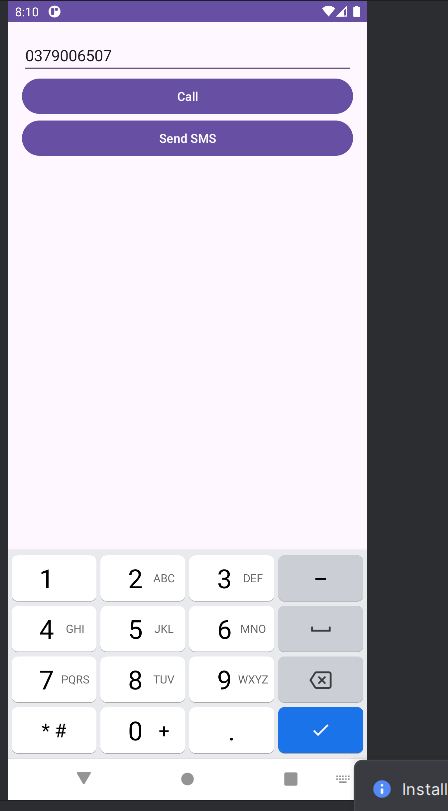 8:10
0379006507
Call
Send SMS
1
2 ABC
3 DEF
–
4 GHI
5 JKL
6 MNO
7 PQRS
8 TUV
9 WXYZ
* #
0 +
.
Install